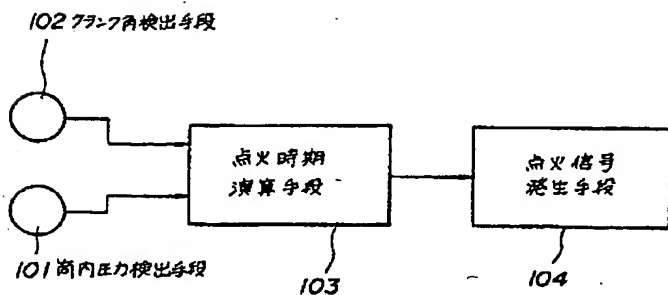 102 クランク角検出手段
点火時期
演算手段
点火信号
発生手段
101 筒内圧力検出手段
103
104